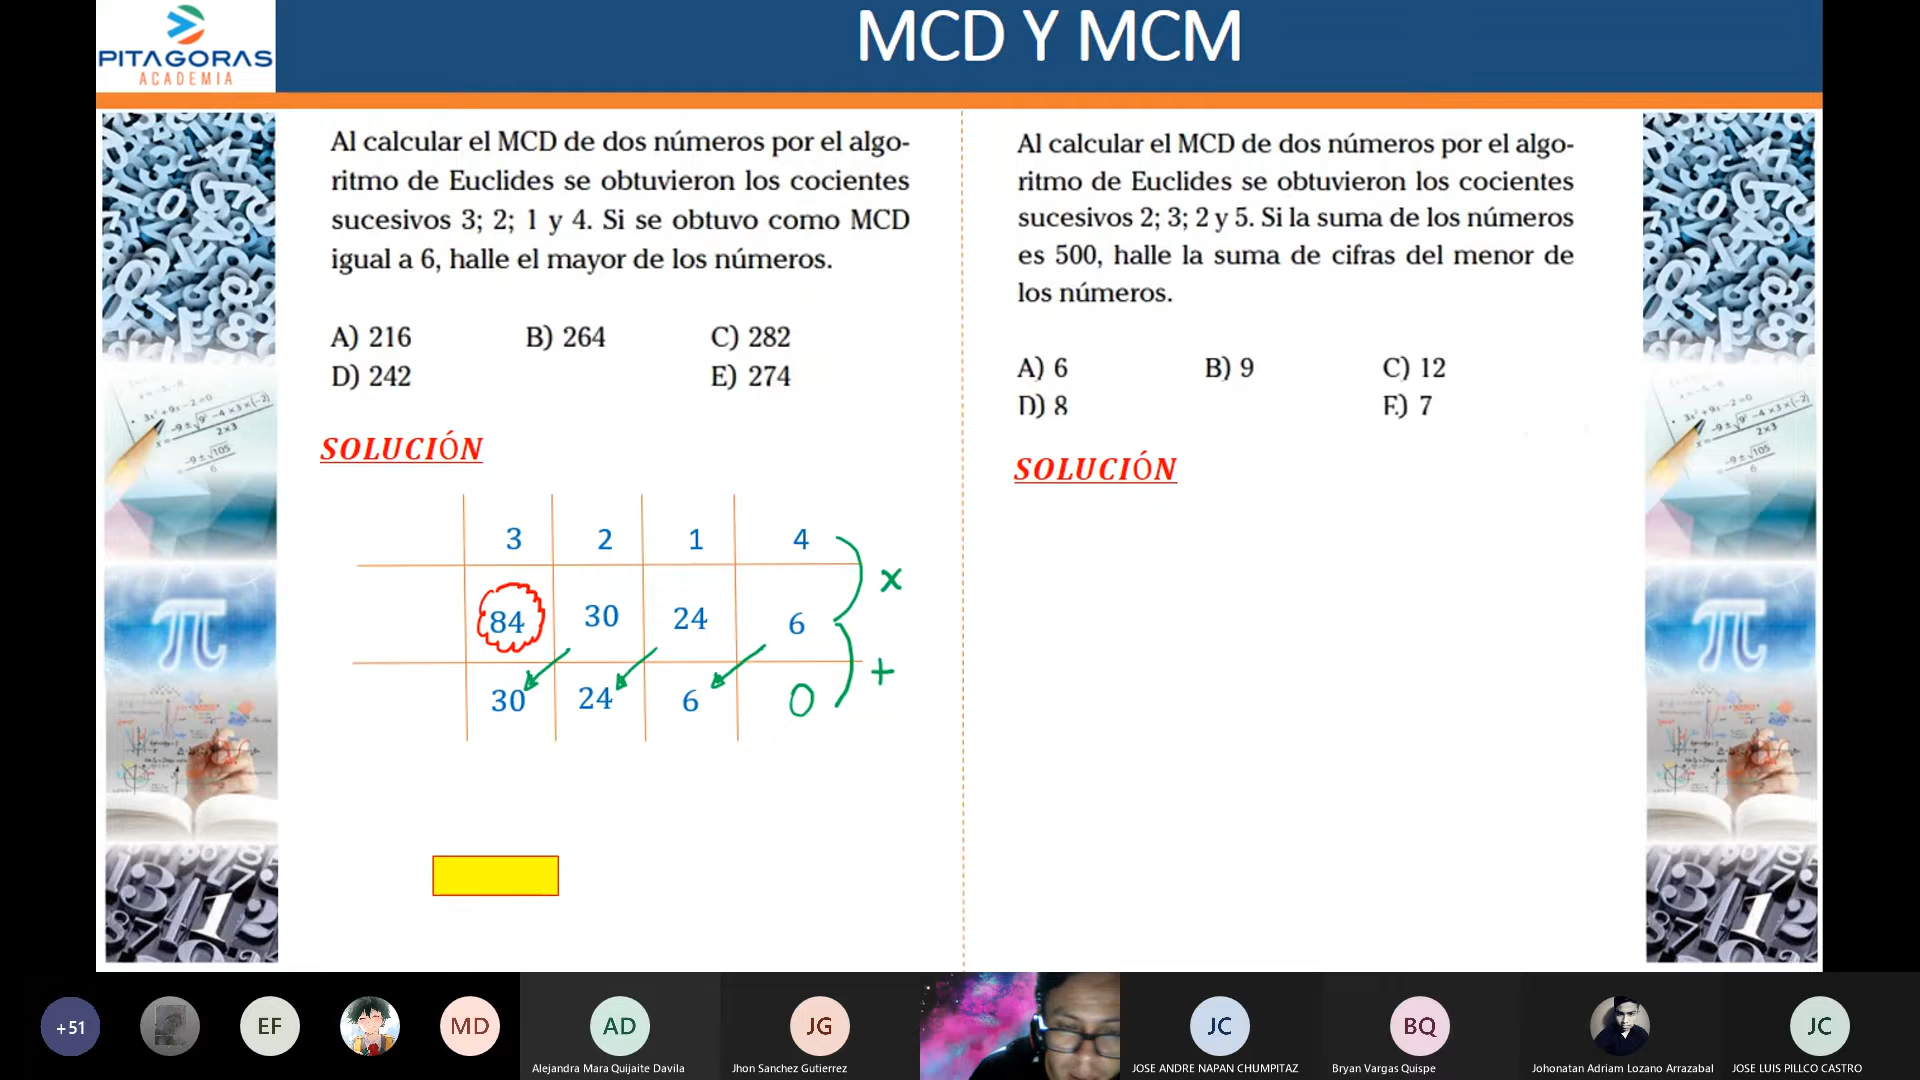 PITAGORAS
ACADEMIA
MCD Y MCM
Al calcular el MCD de dos números por el algo-
ritmo de Euclides se obtuvieron los cocientes
sucesivos 3; 2; 1 y 4. Si se obtuvo como MCD
igual a 6, halle el mayor de los números.
A) 216 B) 264 C) 282
D) 242 E) 274
SOLUCIÓN
3 2 1 4
x
84 30 24 6
+
30 24 6 0
Al calcular el MCD de dos números por el algo-
ritmo de Euclides se obtuvieron los cocientes
sucesivos 2; 3; 2 y 5. Si la suma de los números
es 500, halle la suma de cifras del menor de
los números.
A) 6 B) 9 C) 12
D) 8 E) 7
SOLUCIÓN
+51
EF
MD
AD
Alejandra Mara Quijaite Davila
JG
Jhon Sanchez Gutierrez
JC
JOSE ANDRE NAPAN CHUMPITAZ
BQ
Bryan Vargas Quispe
Johonatan Adriam Lozano Arrazabal
JC
JOSE LUIS PILLCO CASTRO